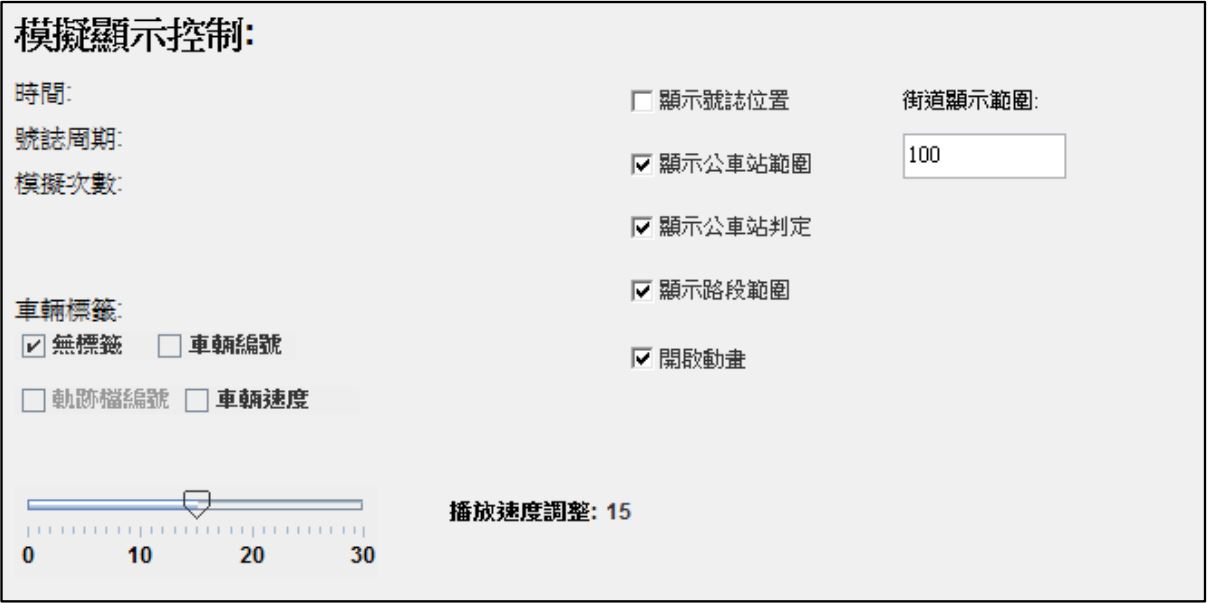 模擬顯示控制:
時間:
號誌周期:
模擬次數:
車輛標籤:
無標籤 車輛編號
軌跡檔編號 車輛速度
0 10 20 30
播放速度調整: 15
顯示號誌位置
顯示公車站範圍
顯示公車站判定
顯示路段範圍
開啟動畫
街道顯示範圍:
100